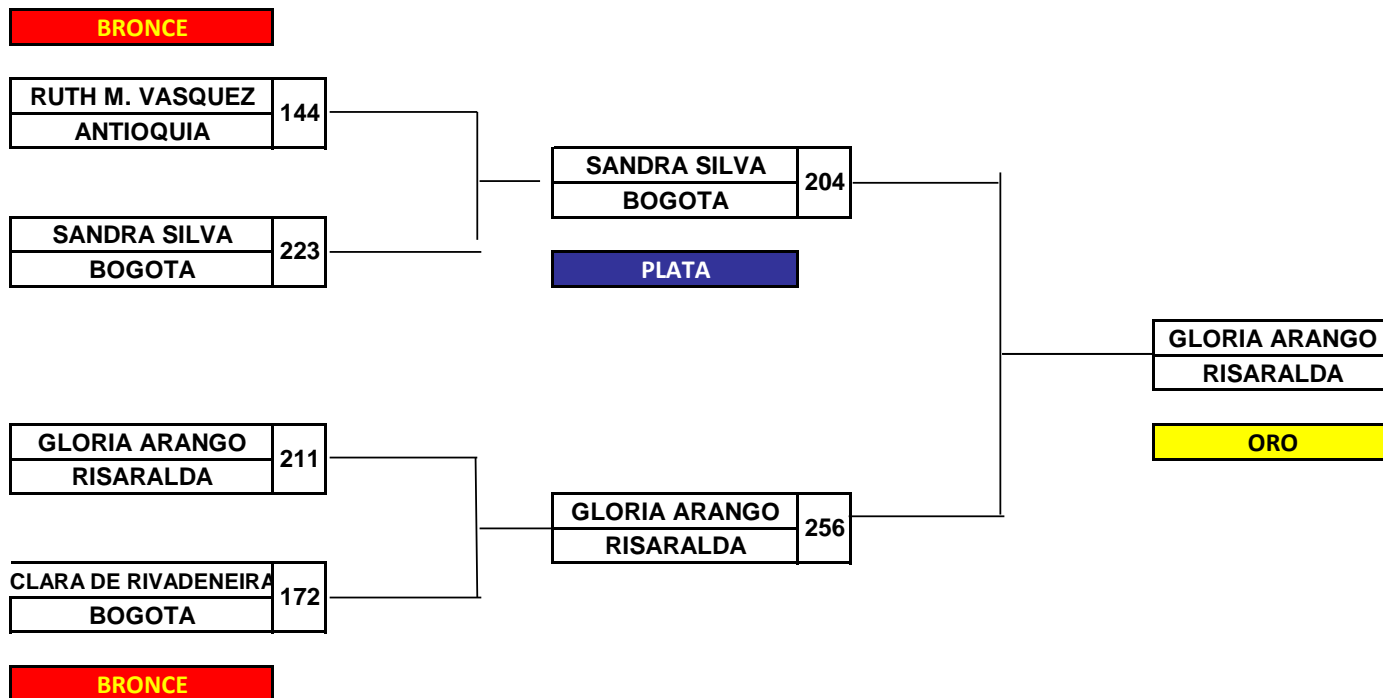 BRONCE
RUTH M. VASQUEZ
144
ANTIOQUIA
SANDRA SILVA
204
BOGOTA
SANDRA SILVA
223
BOGOTA
PLATA
GLORIA ARANGO
RISARALDA
ORO
GLORIA ARANGO
211
RISARALDA
GLORIA ARANGO
256
RISARALDA
CLARA DE RIVADENEIRA
172
BOGOTA
BRONCE